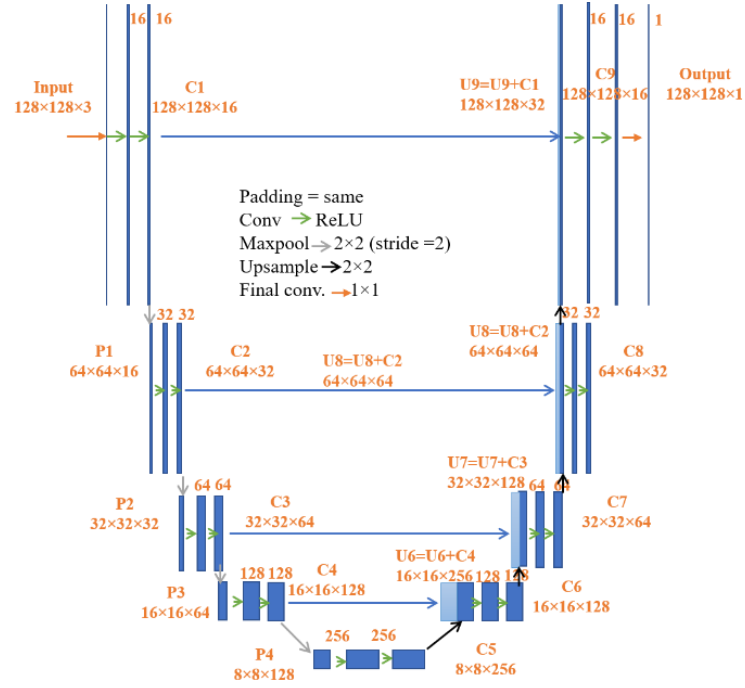 16 16
16 16 1
Input
128×128×3
C1
128×128×16
U9=U9+C1
128×128×32
C9
128×128×16
Output
128×128×1
Padding = same
Conv ReLU
Maxpool 2×2 (stride =2)
Upsample 2×2
Final conv. 1×1
32 32
32 32
P1
64×64×16
C2
64×64×32
U8=U8+C2
64×64×64
U8=U8+C2
64×64×64
C8
64×64×32
64 64
64 64
P2
32×32×32
C3
32×32×64
U7=U7+C3
32×32×128
C7
32×32×64
128 128
128 128
P3
16×16×64
C4
16×16×128
U6=U6+C4
16×16×256
C6
16×16×128
256 256
P4
8×8×128
C5
8×8×256